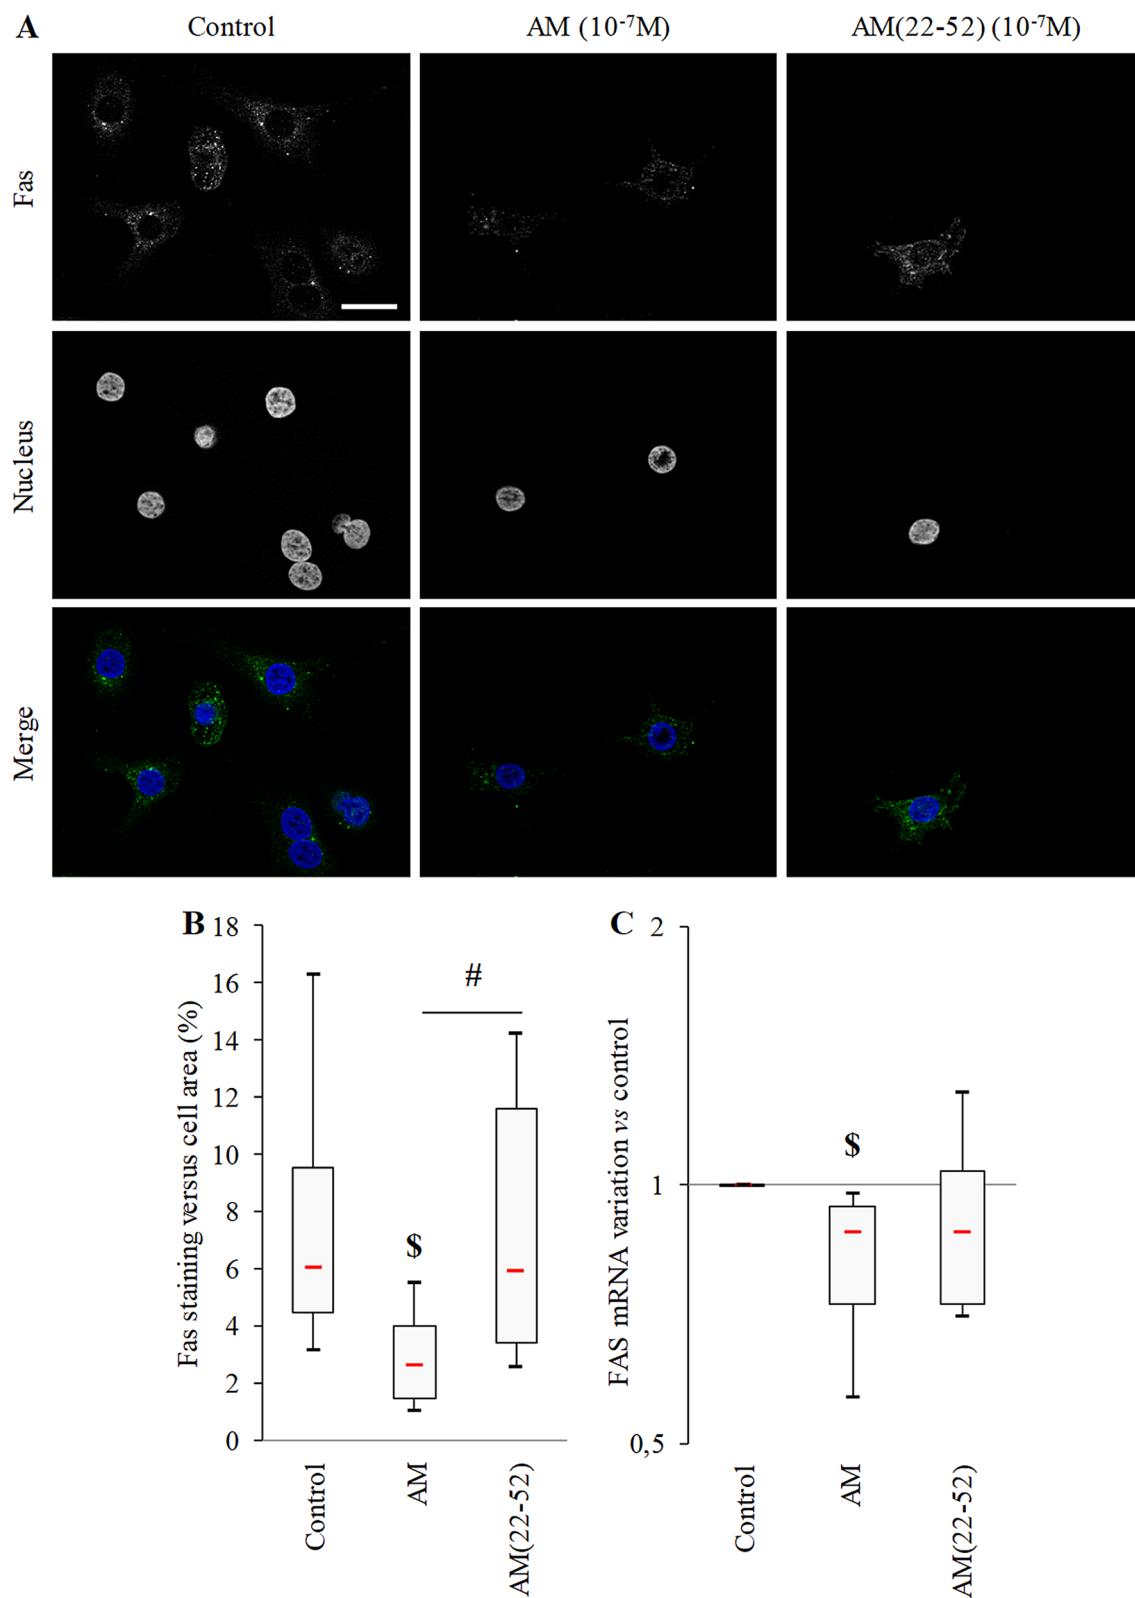 A
Control
AM (10⁻⁷M)
AM(22-52) (10⁻⁷M)
Fas
Nucleus
Merge
B
Fas staining versus cell area (%)
18
16
14
12
10
8
6
4
2
0
#
$
Control
AM
AM(22-52)
C
FAS mRNA variation vs control
2
1
0,5
$
Control
AM
AM(22-52)